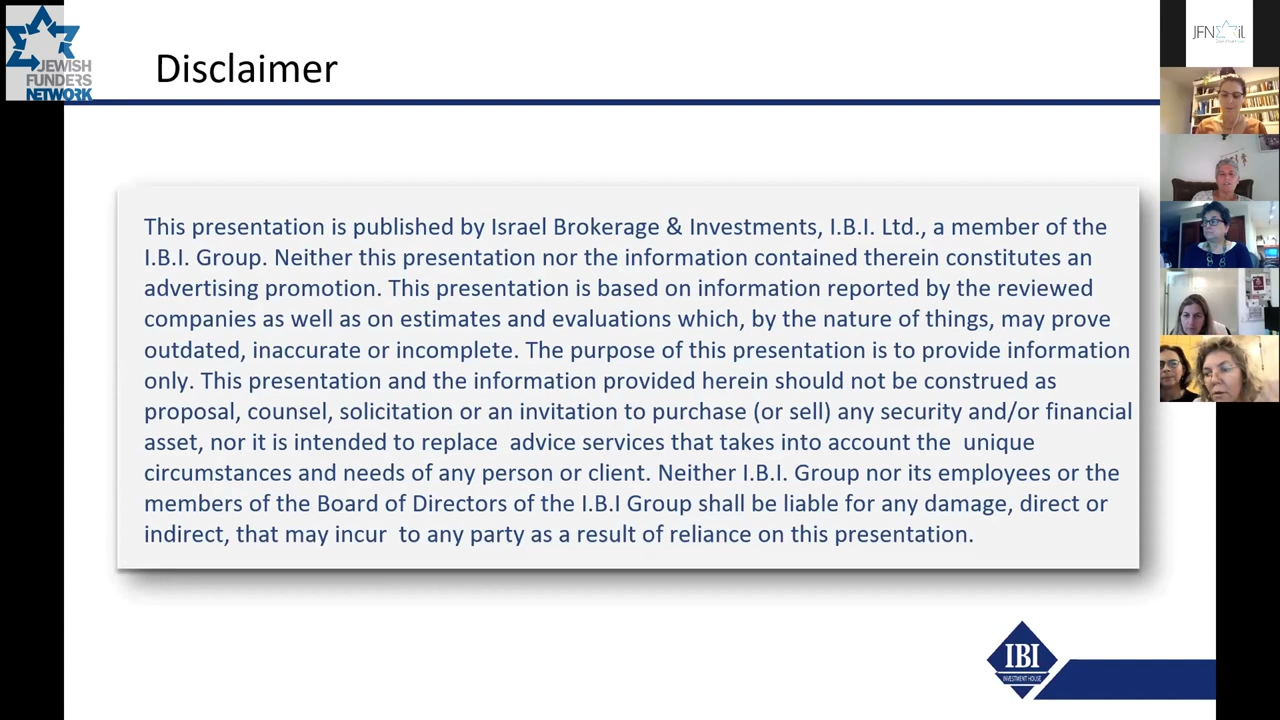 JEWISH
FUNDERS
NETWORK
Disclaimer
JFN
iL
This presentation is published by Israel Brokerage & Investments, I.B.I. Ltd., a member of the
I.B.I. Group. Neither this presentation nor the information contained therein constitutes an
advertising promotion. This presentation is based on information reported by the reviewed
companies as well as on estimates and evaluations which, by the nature of things, may prove
outdated, inaccurate or incomplete. The purpose of this presentation is to provide information
only. This presentation and the information provided herein should not be construed as
proposal, counsel, solicitation or an invitation to purchase (or sell) any security and/or financial
asset, nor it is intended to replace  advice services that takes into account the  unique
circumstances and needs of any person or client. Neither I.B.I. Group nor its employees or the
members of the Board of Directors of the I.B.I Group shall be liable for any damage, direct or
indirect, that may incur  to any party as a result of reliance on this presentation.
IBI
INVESTMENT HOUSE